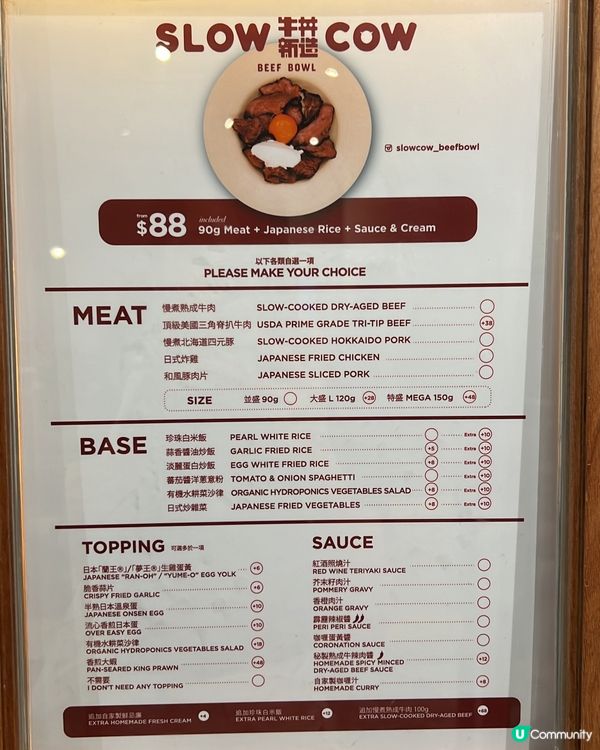 SLOW 牛丼新造 COW
BEEF BOWL
slowcow_beefbowl
from $88 included 90g Meat + Japanese Rice + Sauce & Cream
以下各類自選一項
PLEASE MAKE YOUR CHOICE
MEAT
慢煮熟成牛肉 SLOW-COOKED DRY-AGED BEEF
頂級美國三角脊扒牛肉 USDA PRIME GRADE TRI-TIP BEEF +38
慢煮北海道四元豚 SLOW-COOKED HOKKAIDO PORK
日式炸雞 JAPANESE FRIED CHICKEN
和風豚肉片 JAPANESE SLICED PORK
SIZE 並盛 90g 大盛 L 120g +28 特盛 MEGA 150g +48
BASE
珍珠白米飯 PEARL WHITE RICE Extra +10
蒜香醬油炒飯 GARLIC FRIED RICE +5 Extra +10
淡麗蛋白炒飯 EGG WHITE FRIED RICE +8 Extra +10
蕃茄醬洋蔥意粉 TOMATO & ONION SPAGHETTI Extra +10
有機水耕菜沙律 ORGANIC HYDROPONICS VEGETABLES SALAD +8 Extra +10
日式炒雜菜 JAPANESE FRIED VEGETABLES +8 Extra +10
TOPPING 可選多於一項
日本「蘭王®」/「夢王®」生雞蛋黃
JAPANESE "RAN-OH" / "YUME-O" EGG YOLK +6
脆香蒜片
CRISPY FRIED GARLIC +6
半熟日本溫泉蛋
JAPANESE ONSEN EGG +10
流心香煎日本蛋
OVER EASY EGG +10
有機水耕菜沙律
ORGANIC HYDROPONICS VEGETABLES SALAD +18
香煎大蝦
PAN-SEARED KING PRAWN +48
不需要
I DON'T NEED ANY TOPPING
SAUCE
紅酒照燒汁
RED WINE TERIYAKI SAUCE
芥末籽肉汁
POMMERY GRAVY
香橙肉汁
ORANGE GRAVY
霹靂辣椒醬
PERI PERI SAUCE
咖喱蛋黃醬
CORONATION SAUCE
秘製熟成牛辣肉醬
HOMEMADE SPICY MINCED
DRY-AGED BEEF SAUCE +12
自家製咖喱汁
HOMEMADE CURRY +8
追加自家製鮮忌廉
EXTRA HOMEMADE FRESH CREAM +4
追加珍珠白米飯
EXTRA PEARL WHITE RICE +12
追加慢煮熟成牛肉 100g
EXTRA SLOW-COOKED DRY-AGED BEEF +68
U Community